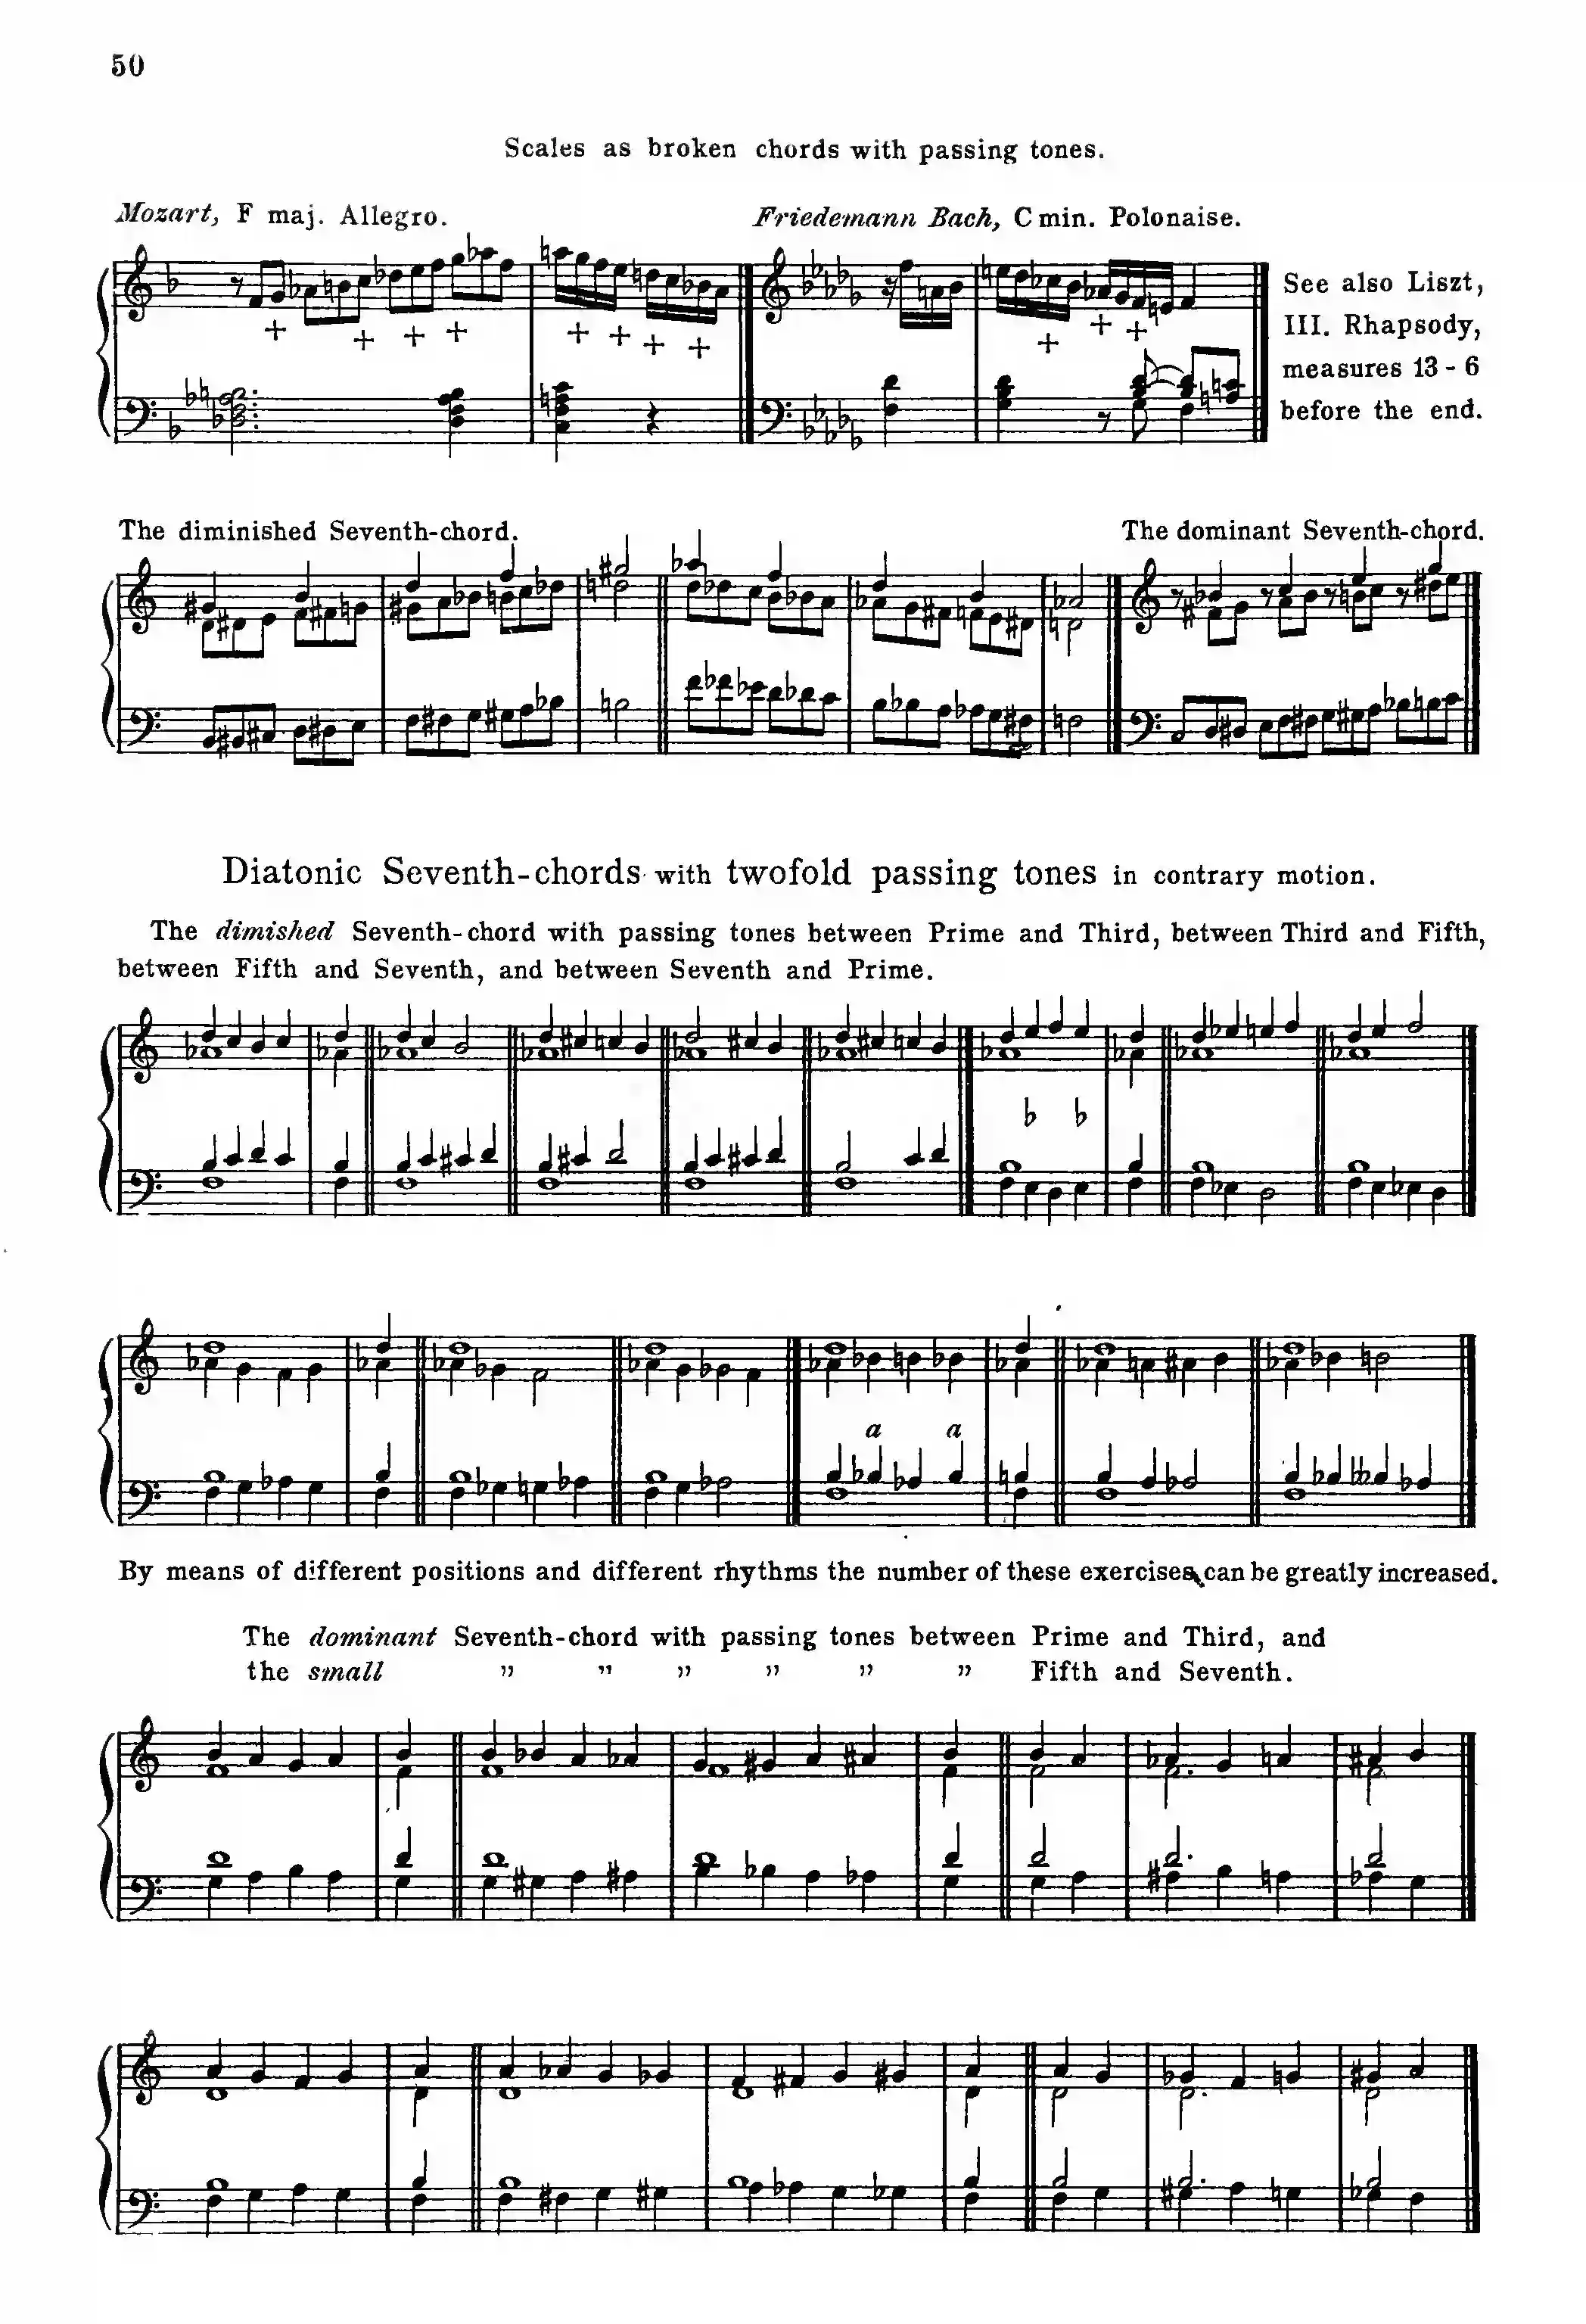 50
Scales as broken chords with passing tones.
Mozart, F maj. Allegro.
Friedemann Bach, C min. Polonaise.
See also Liszt,
III. Rhapsody,
measures 13 - 6
before the end.
The diminished Seventh-chord.
The dominant Seventh-chord.
Diatonic Seventh-chords with twofold passing tones in contrary motion.
The dimished Seventh-chord with passing tones between Prime and Third, between Third and Fifth,
between Fifth and Seventh, and between Seventh and Prime.
a a
By means of different positions and different rhythms the number of these exercises can be greatly increased.
The dominant Seventh-chord with passing tones between Prime and Third, and
the small " " " " " " Fifth and Seventh.